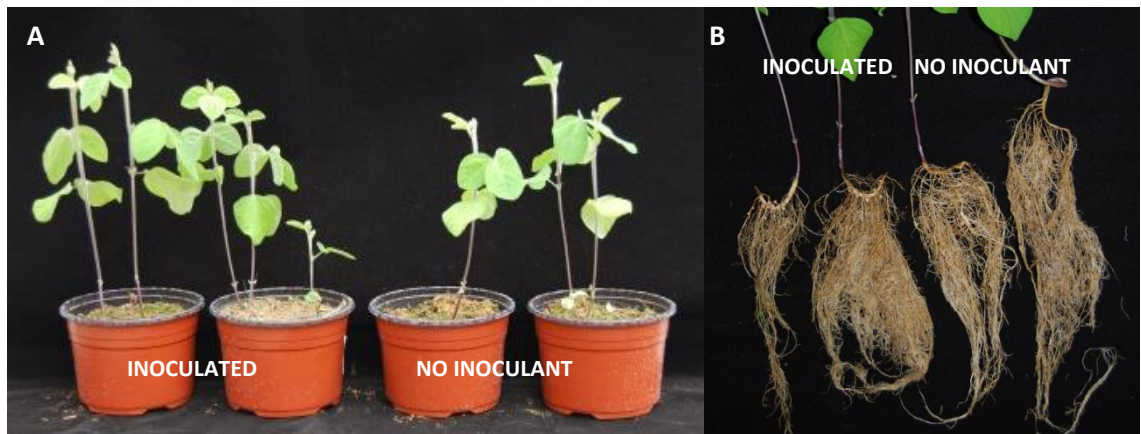 A
INOCULATED
NO INOCULANT
B
INOCULATED
NO INOCULANT